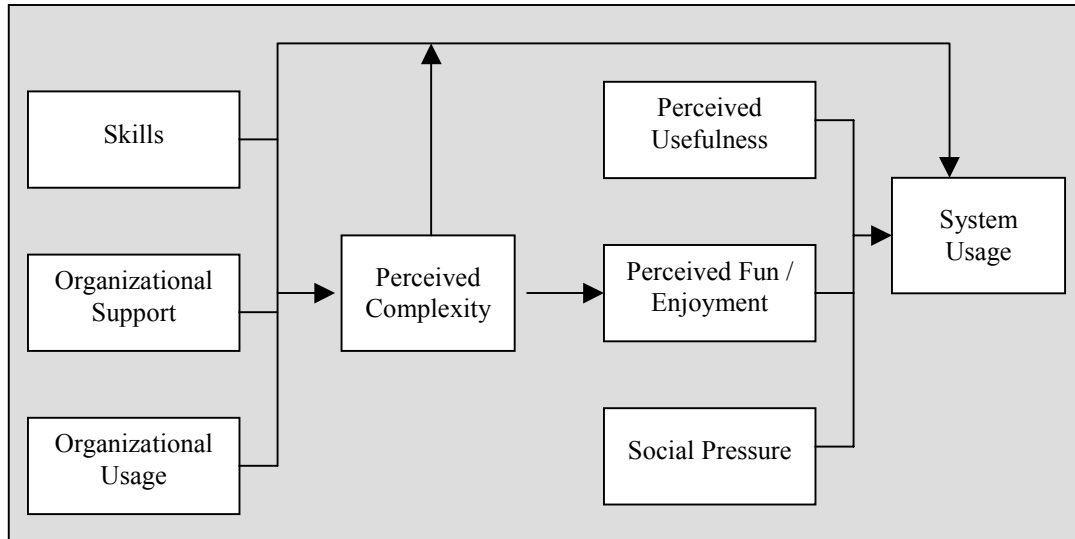 Skills
Organizational
Support
Organizational
Usage
Perceived
Complexity
Perceived
Usefulness
Perceived Fun /
Enjoyment
Social Pressure
System
Usage